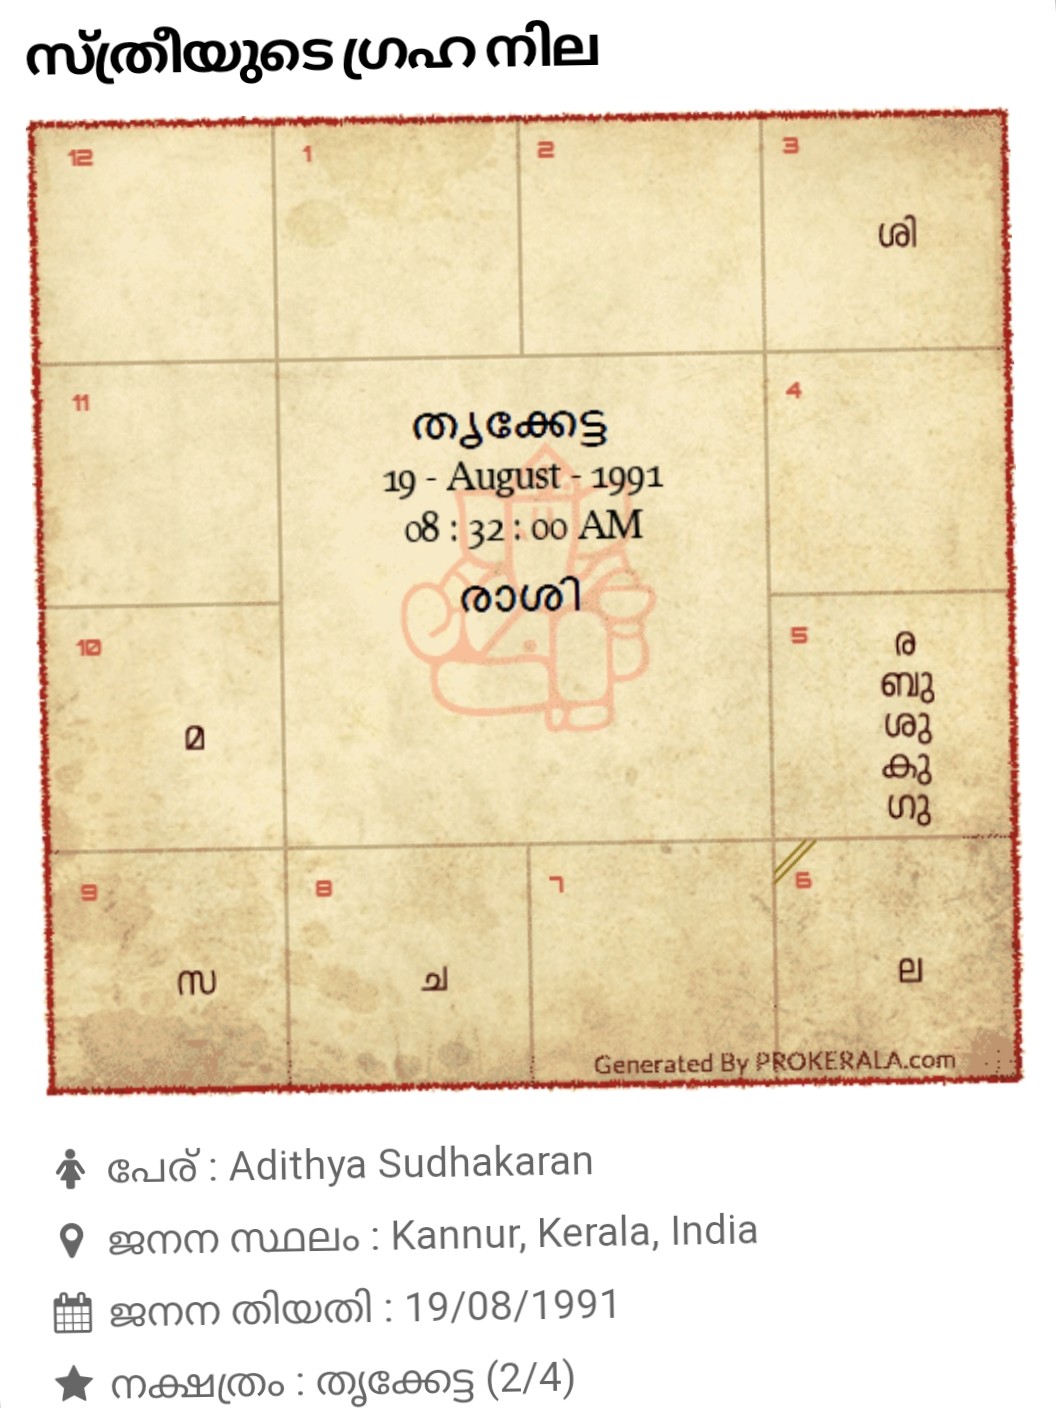 സ്ത്രീയുടെ ഗ്രഹ നില
12
1
2
3
ശി
11
4
തൃക്കേട്ട
19 - August - 1991
08 : 32 : 00 AM
രാശി
10
മ
5
ര
ബു
ശു
കു
ഗു
9
സ
8
ച
7
6
ല
Generated By PROKERALA.com
പേര് : Adithya Sudhakaran
ജനന സ്ഥലം : Kannur, Kerala, India
ജനന തിയതി : 19/08/1991
നക്ഷത്രം : തൃക്കേട്ട (2/4)